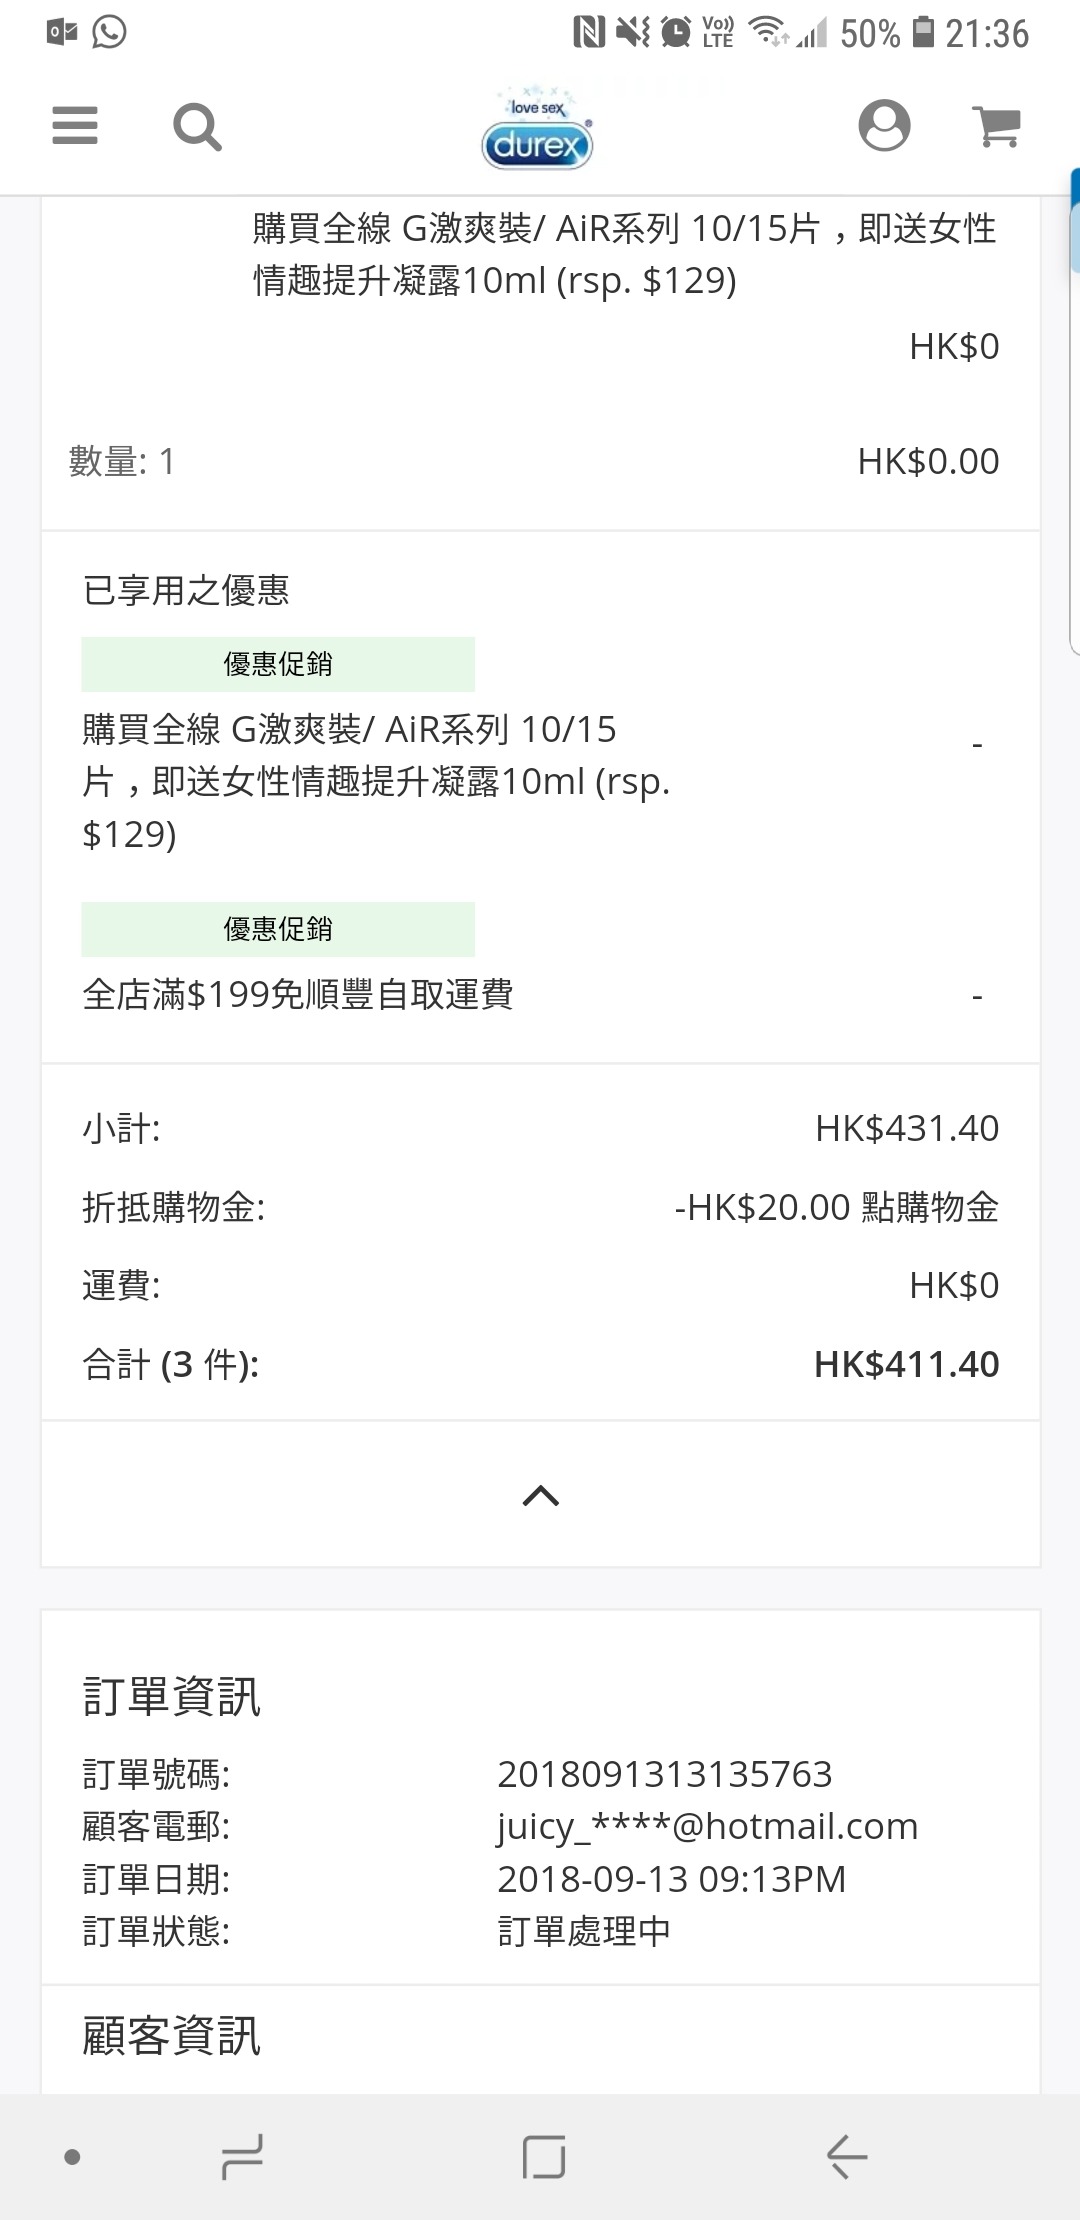 50% 21:36
love sex
durex
購買全線 G激爽裝/ AiR系列 10/15片，即送女性
情趣提升凝露10ml (rsp. $129)
HK$0
數量: 1 HK$0.00
已享用之優惠
優惠促銷
購買全線 G激爽裝/ AiR系列 10/15
片，即送女性情趣提升凝露10ml (rsp.
$129)
-
優惠促銷
全店滿$199免順豐自取運費 -
小計: HK$431.40
折抵購物金: -HK$20.00 點購物金
運費: HK$0
合計 (3 件): HK$411.40
訂單資訊
訂單號碼: 2018091313135763
顧客電郵: juicy_****@hotmail.com
訂單日期: 2018-09-13 09:13PM
訂單狀態: 訂單處理中
顧客資訊